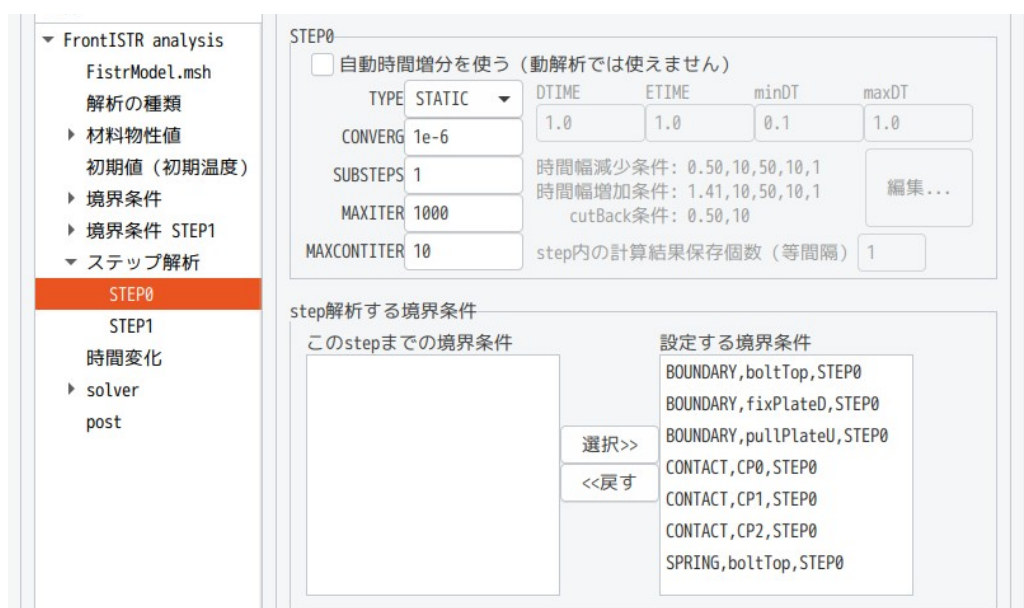 FrontISTR analysis
FistrModel.msh
解析の種類
材料物性値
初期値（初期温度）
境界条件
境界条件 STEP1
ステップ解析
STEP0
STEP1
時間変化
solver
post
STEP0
自動時間増分を使う（動解析では使えません）
TYPE STATIC
CONVERG 1e-6
SUBSTEPS 1
MAXITER 1000
MAXCONTITER 10
DTIME ETIME minDT maxDT
1.0 1.0 0.1 1.0
時間幅減少条件: 0.50,10,50,10,1
時間幅増加条件: 1.41,10,50,10,1
cutBack条件: 0.50,10
編集...
step内の計算結果保存個数（等間隔） 1
step解析する境界条件
このstepまでの境界条件
選択>>
<<戻す
設定する境界条件
BOUNDARY,boltTop,STEP0
BOUNDARY,fixPlateD,STEP0
BOUNDARY,pullPlateU,STEP0
CONTACT,CP0,STEP0
CONTACT,CP1,STEP0
CONTACT,CP2,STEP0
SPRING,boltTop,STEP0